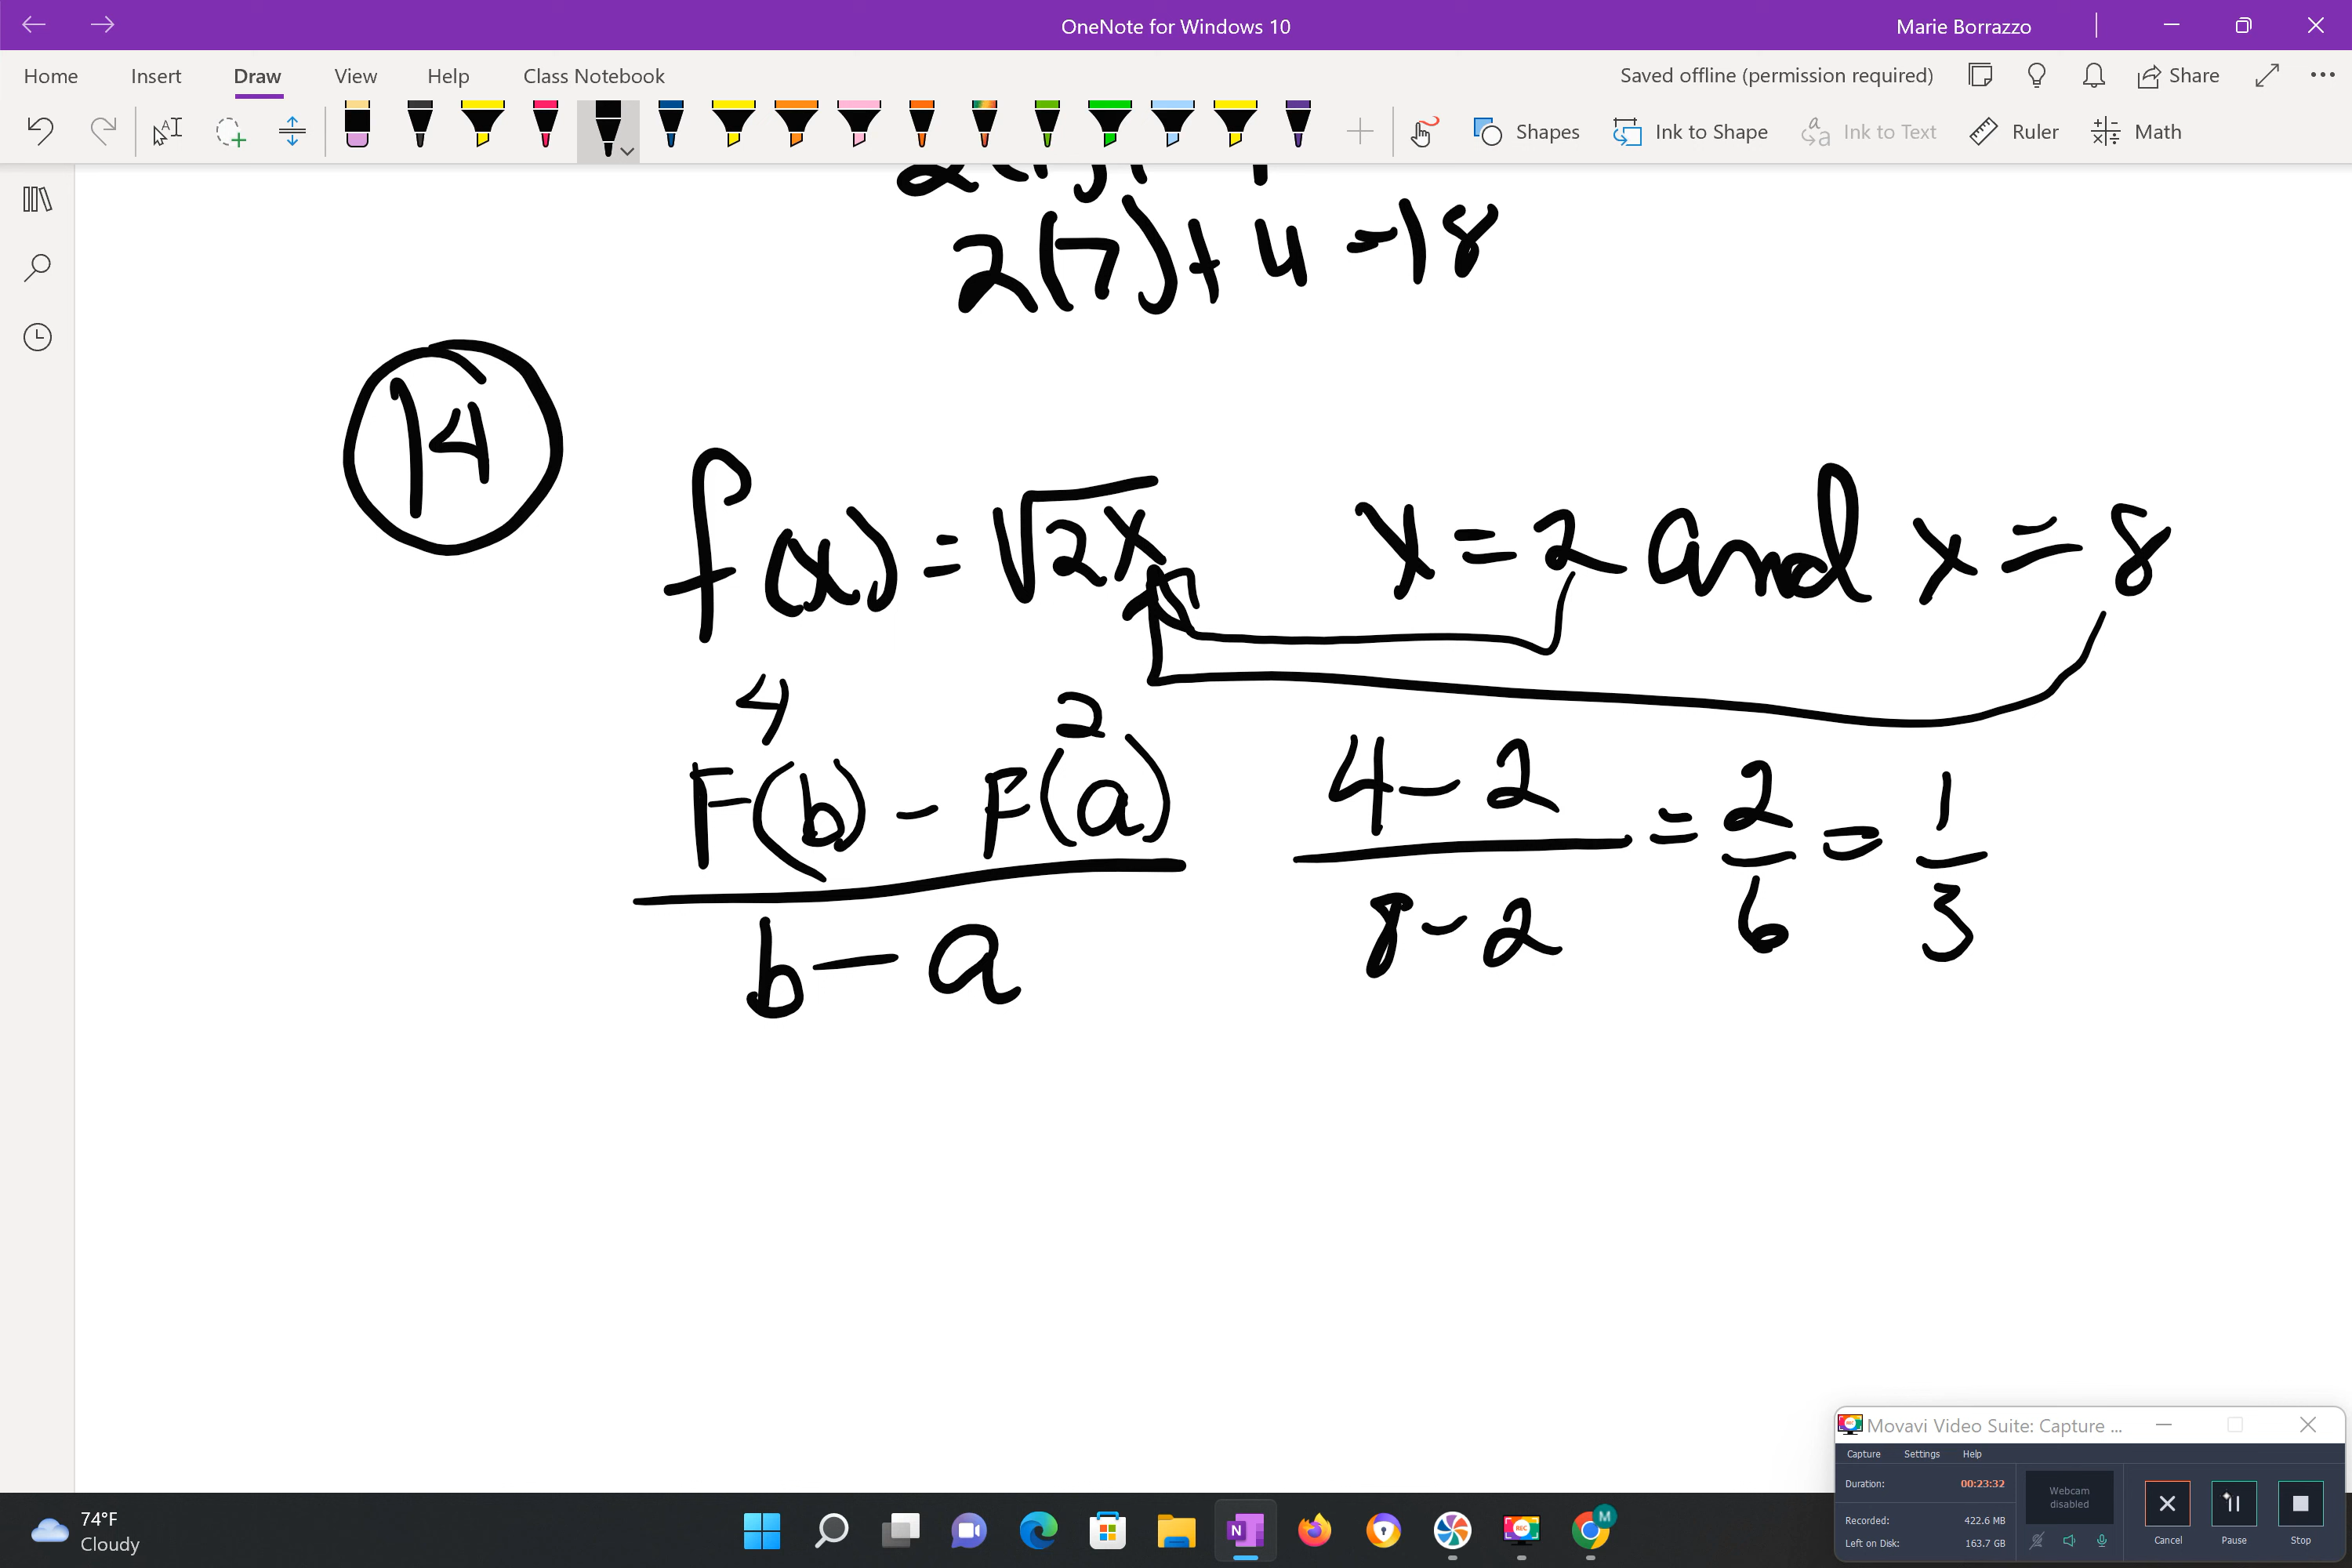 OneNote for Windows 10
Marie Borrazzo
Home Insert Draw View Help Class Notebook
Saved offline (permission required) Share
Shapes Ink to Shape Ink to Text Ruler Math
2(7)+4=18
14
f(x)=√2x x=2 and x=8
4 2
F(b)-F(a) 4-2 2 1
b-a 8-2 = 6 = 3
Movavi Video Suite: Capture ...
Capture Settings Help
Duration: 00:23:32
Webcam disabled
Recorded: 422.6 MB
Left on Disk: 163.7 GB
Cancel Pause Stop
74°F
Cloudy